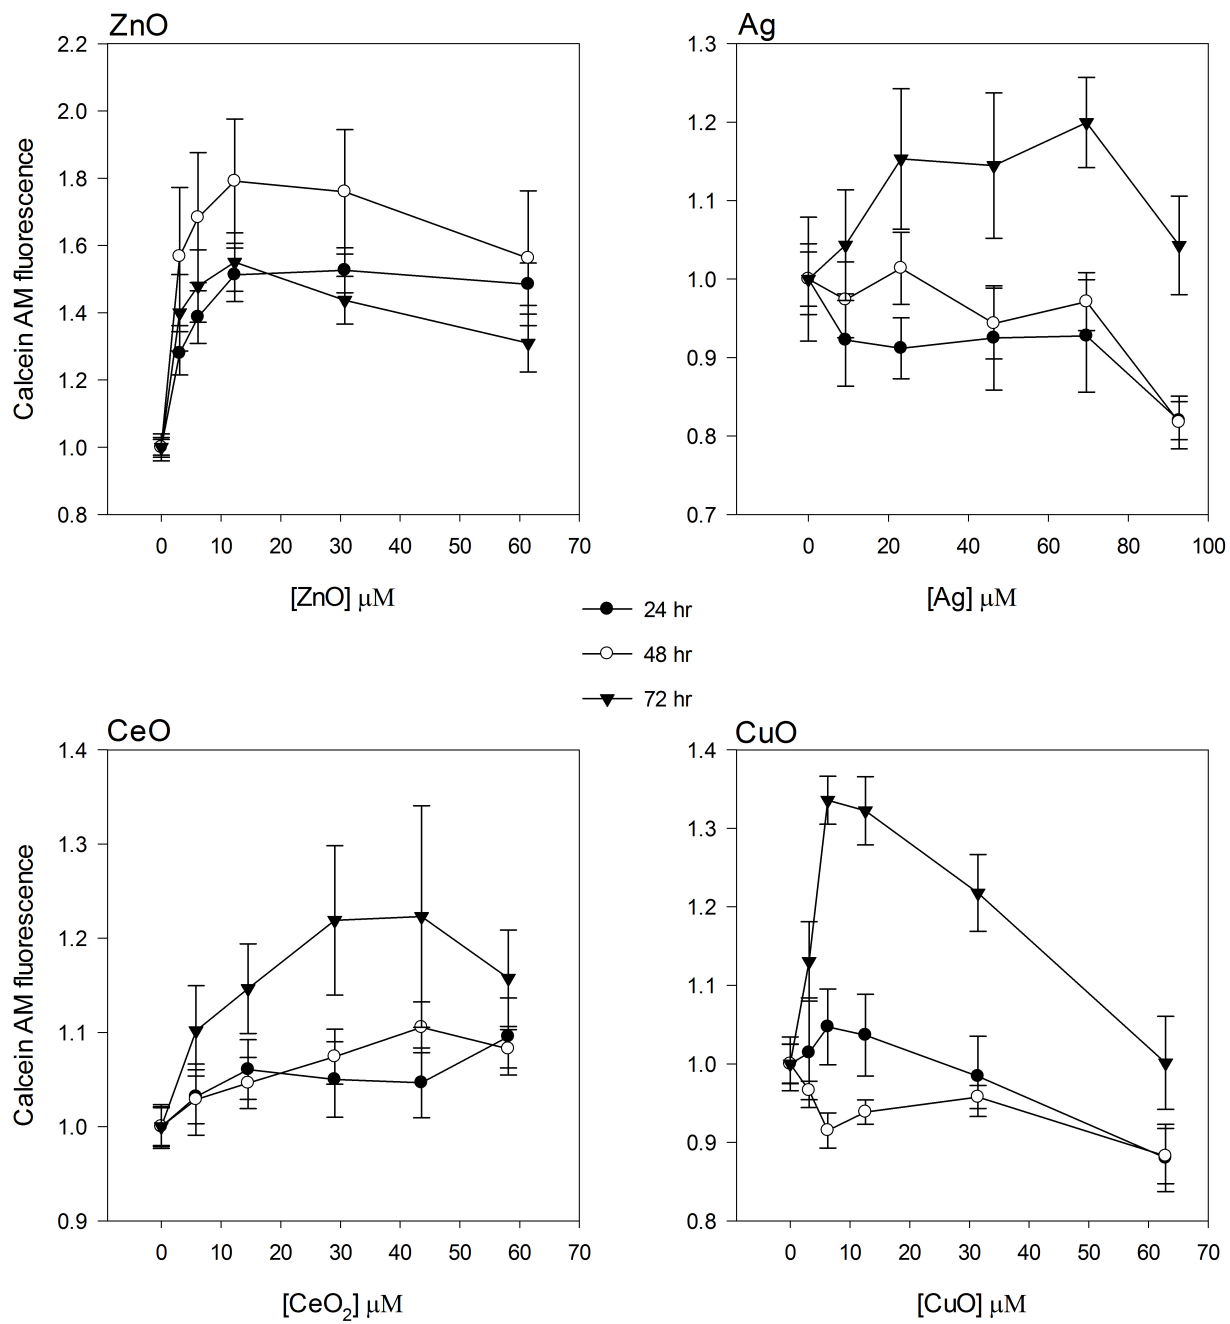 ZnO
2.2
2.0
1.8
1.6
1.4
1.2
1.0
0.8
Calcein AM fluorescence
0 10 20 30 40 50 60 70
[ZnO] μM
Ag
1.3
1.2
1.1
1.0
0.9
0.8
0.7
0 20 40 60 80 100
[Ag] μM
24 hr
48 hr
72 hr
CeO
1.4
1.3
1.2
1.1
1.0
0.9
Calcein AM fluorescence
0 10 20 30 40 50 60 70
[CeO₂] μM
CuO
1.4
1.3
1.2
1.1
1.0
0.9
0.8
0 10 20 30 40 50 60 70
[CuO] μM